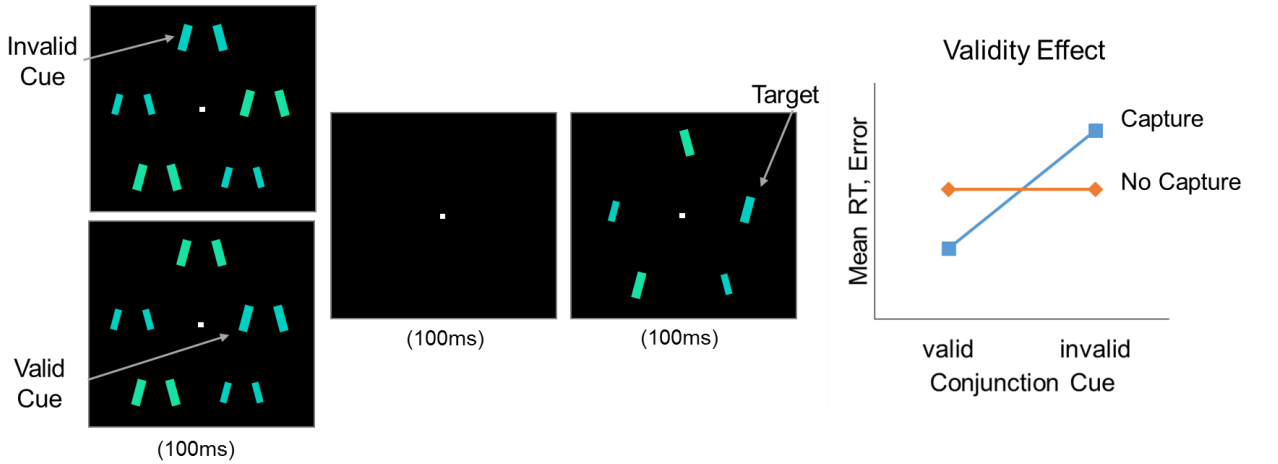 Invalid
Cue
Valid
Cue
(100ms)
(100ms)
Target
(100ms)
Validity Effect
Mean RT, Error
Capture
No Capture
valid
invalid
Conjunction Cue